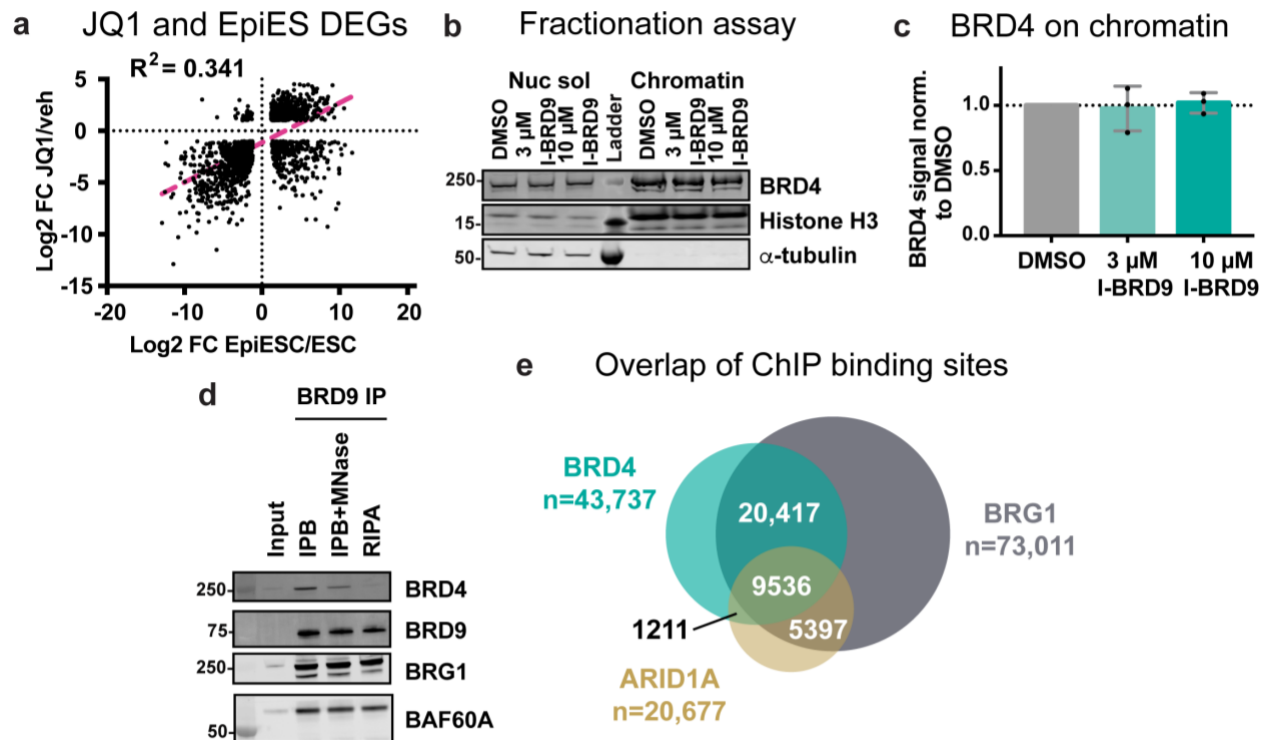 a
JQ1 and EpiES DEGs
R2 = 0.341
Log2 FC JQ1/veh
5
0
-5
-10
-15
-20
-10
0
10
20
Log2 FC EpiESC/ESC
b
Fractionation assay
Nuc sol
Chromatin
DMSO
3 µM
I-BRD9
10 µM
I-BRD9
Ladder
DMSO
3 µM
I-BRD9
10 µM
I-BRD9
250-
BRD4
15-
Histone H3
50-
α-tubulin
c
BRD4 on chromatin
BRD4 signal norm.
to DMSO
1.0
0.5
0.0
DMSO
3 µM
I-BRD9
10 µM
I-BRD9
d
BRD9 IP
Input
IPB
IPB+MNase
RIPA
250-
BRD4
75-
BRD9
250-
BRG1
50-
BAF60A
e
Overlap of ChIP binding sites
BRD4
n=43,737
20,417
BRG1
n=73,011
9536
1211
5397
ARID1A
n=20,677